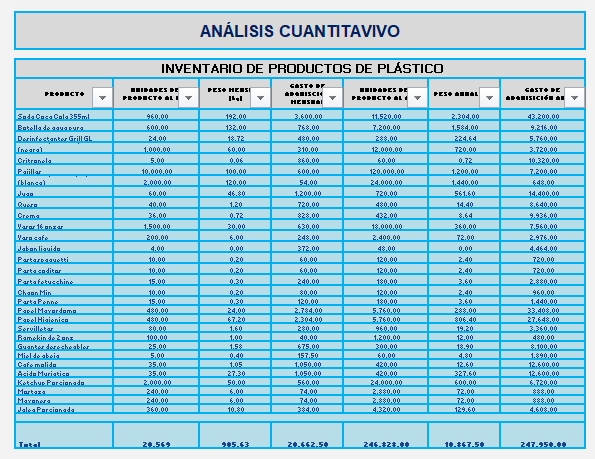 ANÁLISIS CUANTITAVIVO
INVENTARIO DE PRODUCTOS DE PLÁSTICO
PRODUCTO UNIDADES DE PRODUCTO AL PESO MENSU (kg) GASTO DE ADQUISICIÓN MENSUAL UNIDADES DE PRODUCTO AL PESO ANUAL GASTO DE ADQUISICIÓN AN
Soda Coca Cola 355ml 960.00 192.00 3,600.00 11,520.00 2,304.00 43,200.00
Botella de agua pura 600.00 132.00 768.00 7,200.00 1,584.00 9,216.00
Desinfectantes Grill GL 24.00 18.72 480.00 288.00 224.64 5,760.00
(negra) 1,000.00 60.00 310.00 12,000.00 720.00 3,720.00
Citronela 5.00 0.06 860.00 60.00 0.72 10,320.00
Pajillas 10,000.00 100.00 600.00 120,000.00 1,200.00 7,200.00
(blanca) 2,000.00 120.00 54.00 24,000.00 1,440.00 648.00
Jugo 60.00 46.80 1,200.00 720.00 561.60 14,400.00
Queso 40.00 1.20 720.00 480.00 14.40 8,640.00
Crema 36.00 0.72 828.00 432.00 8.64 9,936.00
Vasos 16 onzas 1,500.00 30.00 630.00 18,000.00 360.00 7,560.00
Vaso cafe 200.00 6.00 248.00 2,400.00 72.00 2,976.00
Jabon liquido 4.00 0.00 372.00 48.00 0.00 4,464.00
Pasta spaguetti 10.00 0.20 60.00 120.00 2.40 720.00
Pasta coditos 10.00 0.20 60.00 120.00 2.40 720.00
Pasta fetucchine 15.00 0.30 240.00 180.00 3.60 2,880.00
Chaom Min 10.00 0.20 80.00 120.00 2.40 960.00
Pasta Penne 15.00 0.30 120.00 180.00 3.60 1,440.00
Papel Mayordomo 480.00 24.00 2,784.00 5,760.00 288.00 33,408.00
Papel Higienico 480.00 67.20 2,304.00 5,760.00 806.40 27,648.00
Servilletas 80.00 1.60 280.00 960.00 19.20 3,360.00
Ramekin de 2 onz 100.00 1.00 40.00 1,200.00 12.00 480.00
Guantes desechables 25.00 1.58 675.00 300.00 18.90 8,100.00
Miel de abeja 5.00 0.40 157.50 60.00 4.80 1,890.00
Cafe molido 35.00 1.05 1,050.00 420.00 12.60 12,600.00
Acido Muriatico 35.00 27.30 1,050.00 420.00 327.60 12,600.00
Ketchup Porcionada 2,000.00 50.00 560.00 24,000.00 600.00 6,720.00
Mostaza 240.00 6.00 74.00 2,880.00 72.00 888.00
Mayonesa 240.00 6.00 74.00 2,880.00 72.00 888.00
Jalea Porcionada 360.00 10.80 384.00 4,320.00 129.60 4,608.00
Total 20,569 905.63 20,662.50 246,828.00 10,867.50 247,950.00